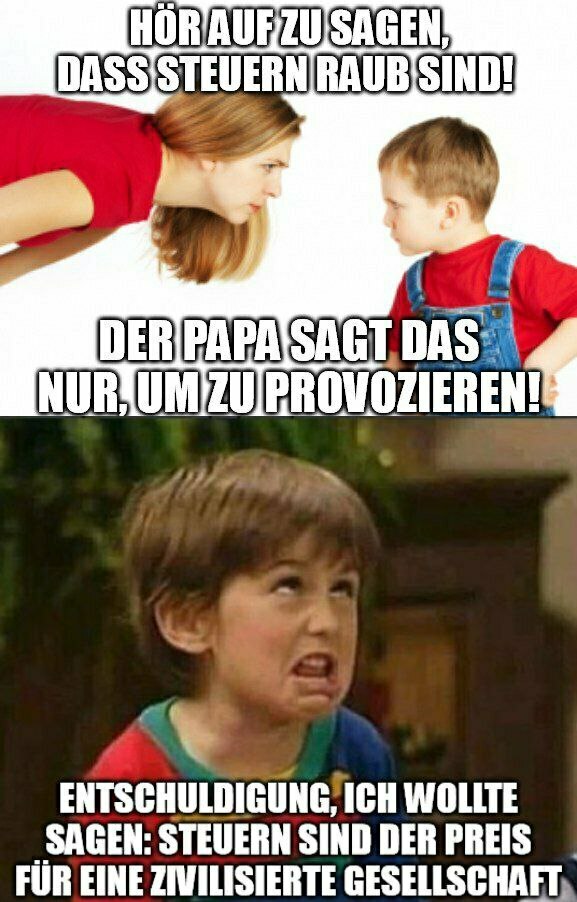 HÖR AUF ZU SAGEN,
DASS STEUERN RAUB SIND!
DER PAPA SAGT DAS
NUR, UM ZU PROVOZIEREN!
ENTSCHULDIGUNG, ICH WOLLTE
SAGEN: STEUERN SIND DER PREIS
FÜR EINE ZIVILISIERTE GESELLSCHAFT